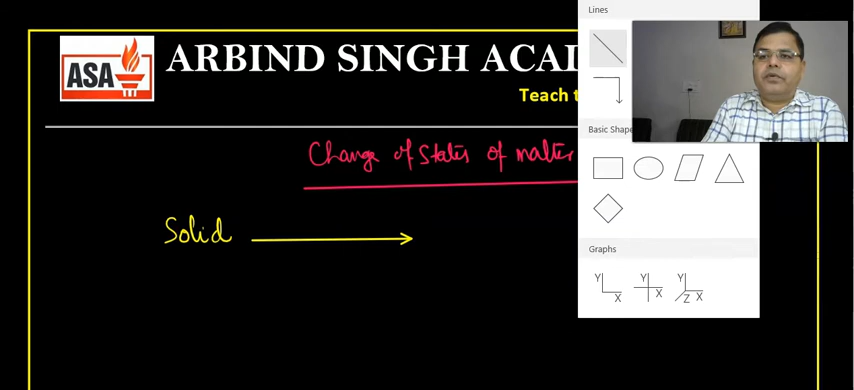 Lines
ASA
ARBIND SINGH ACA
Teach t
Basic Shape
Change of States of matter
Solid
Graphs
Y
X
Y
X
Y
Z
X